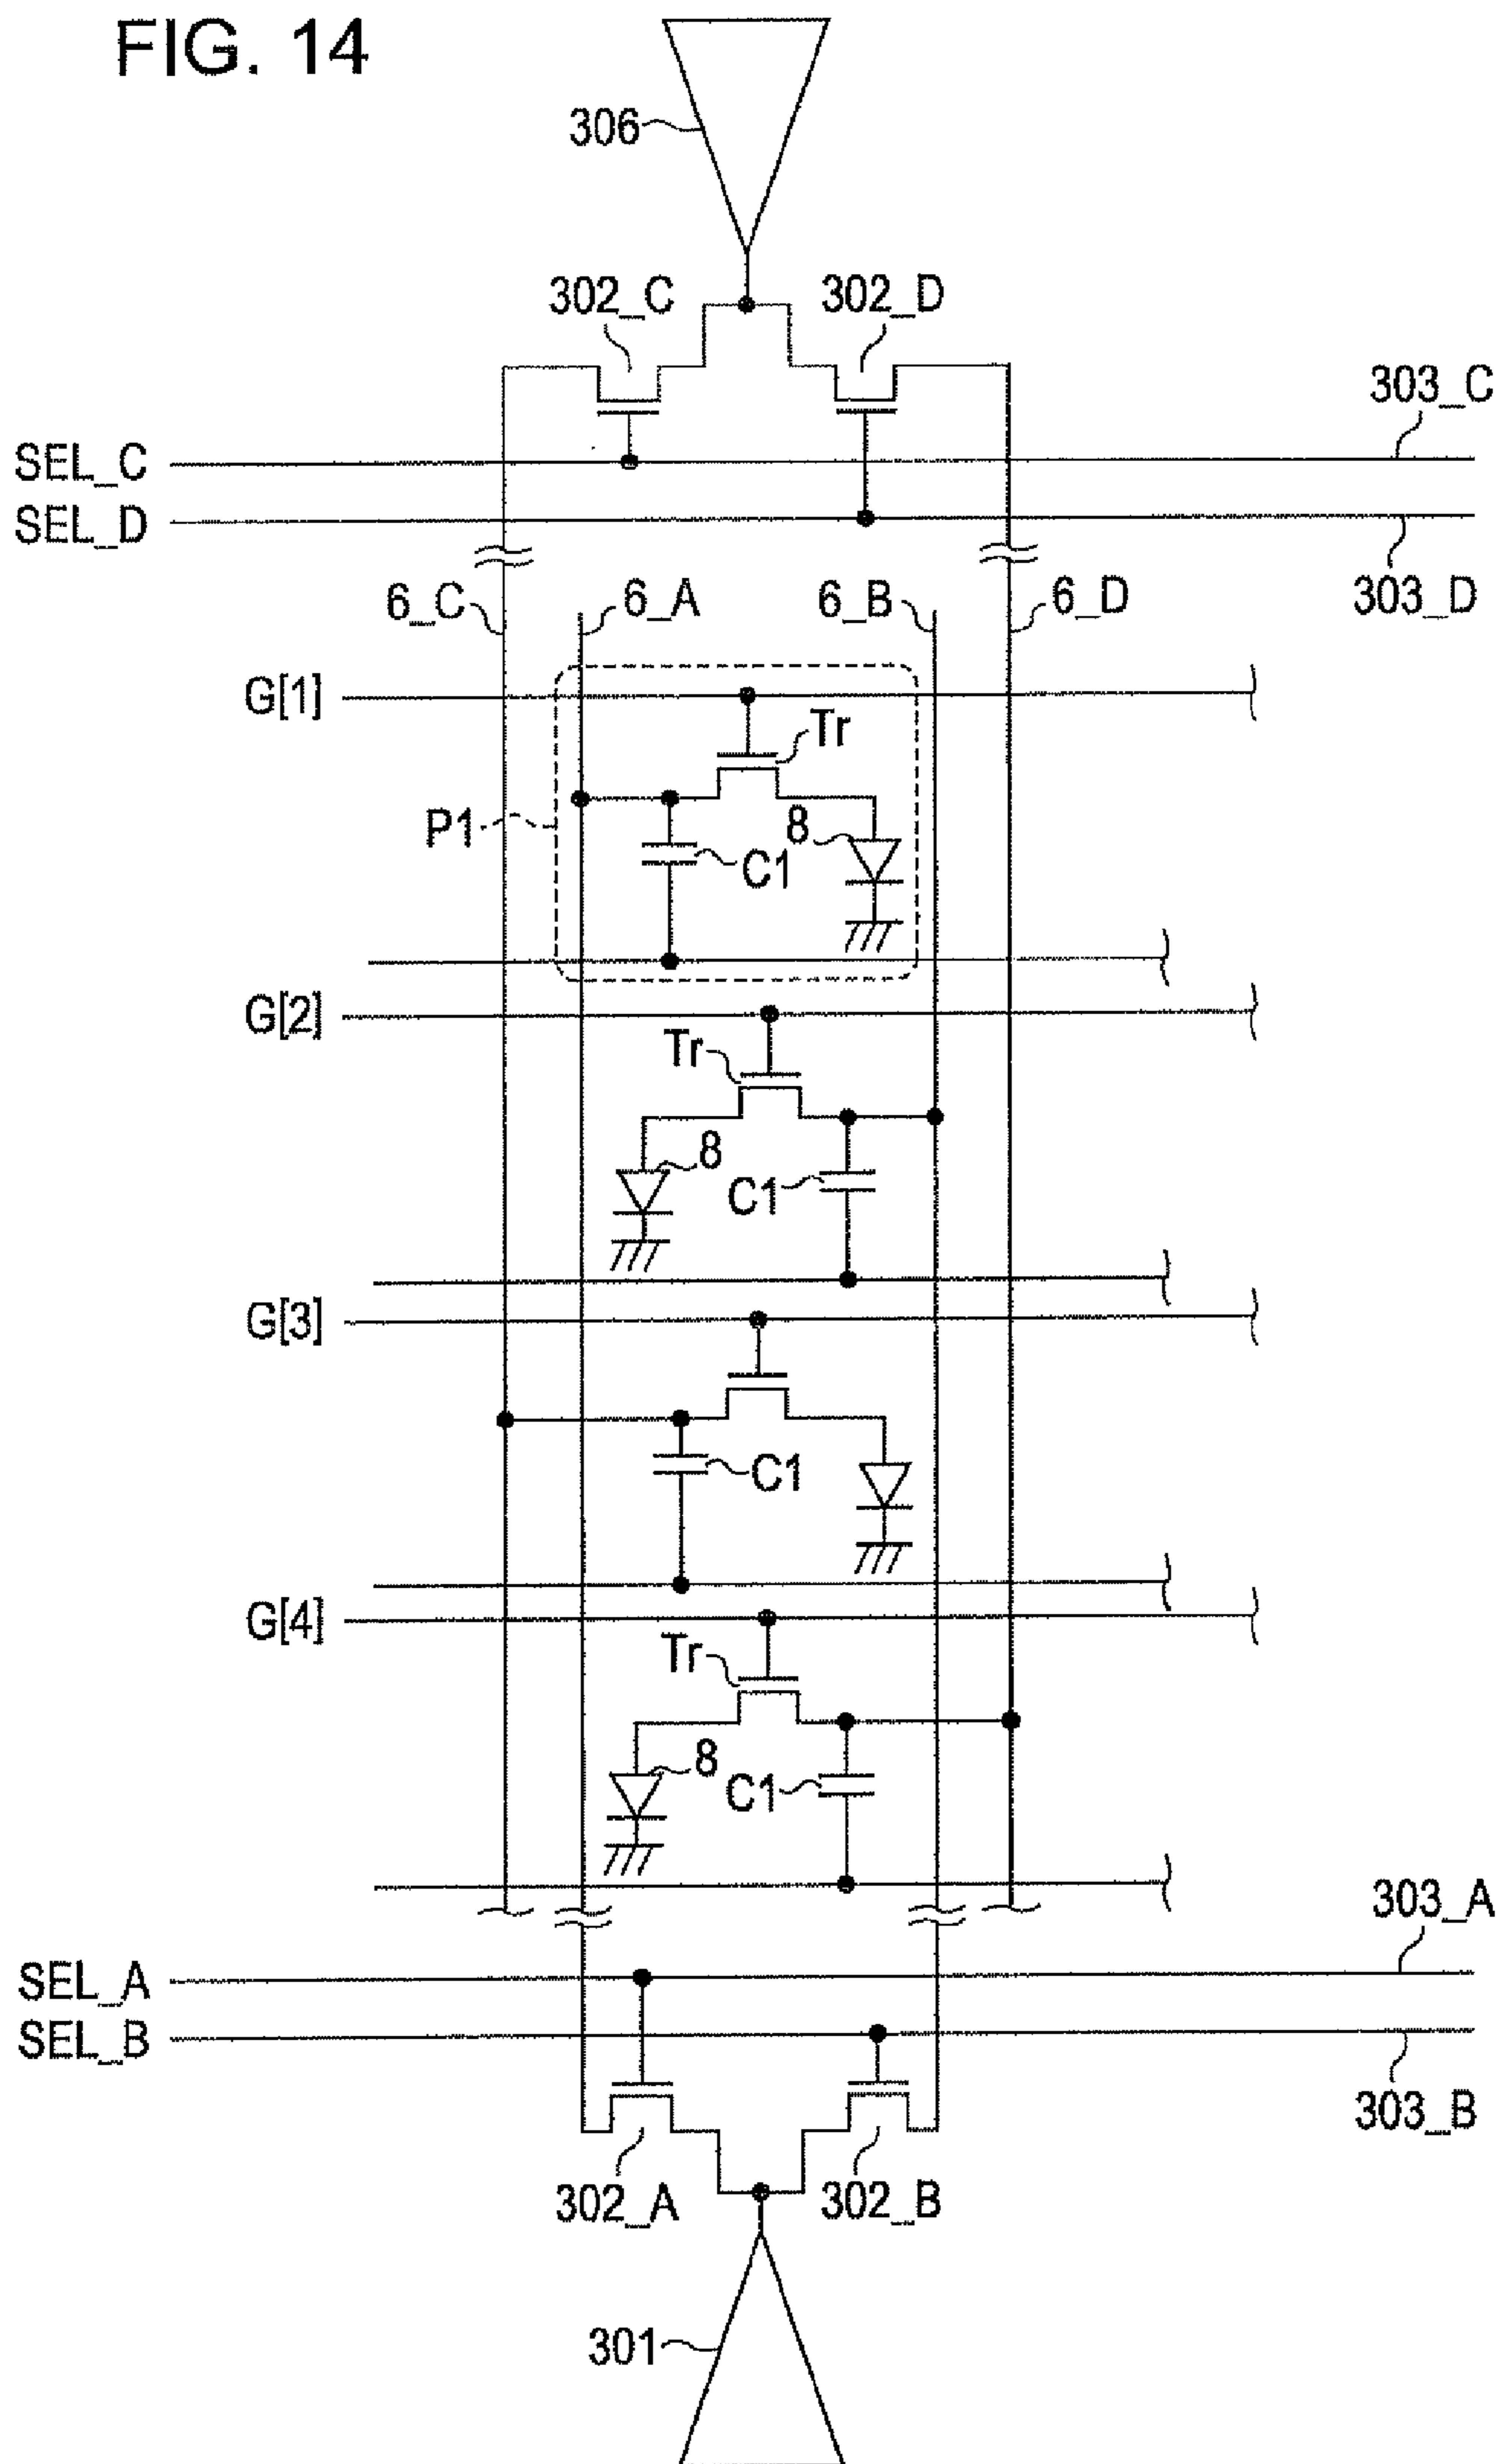 FIG. 14
306
302_C 302_D
303_C
SEL_C
SEL_D
303_D
6_C 6_A 6_B 6_D
G[1]
Tr
P1
8
C1
G[2]
Tr
8
C1
G[3]
C1
G[4]
Tr
8
C1
303_A
SEL_A
SEL_B
303_B
302_A 302_B
301